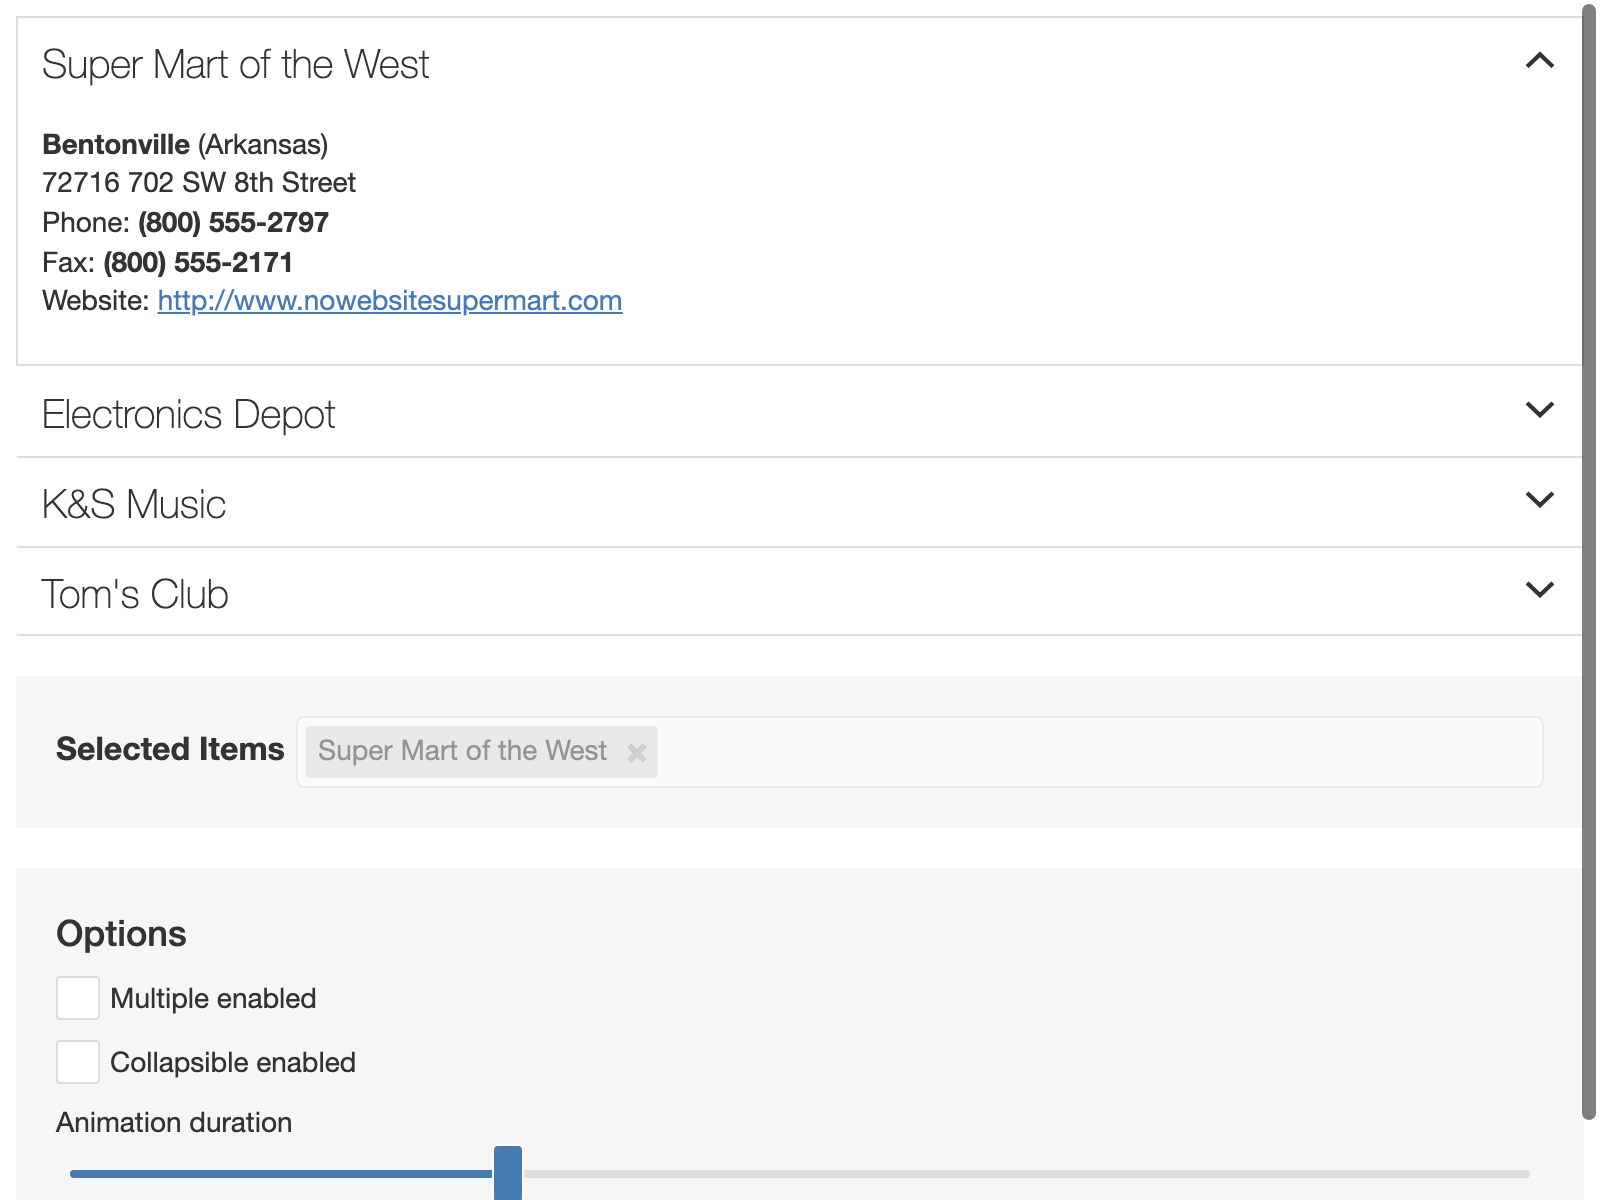 Super Mart of the West
Bentonville (Arkansas)
72716 702 SW 8th Street
Phone: (800) 555-2797
Fax: (800) 555-2171
Website: http://www.nowebsitesupermart.com
Electronics Depot
K&S Music
Tom's Club
Selected Items Super Mart of the West
Options
Multiple enabled
Collapsible enabled
Animation duration